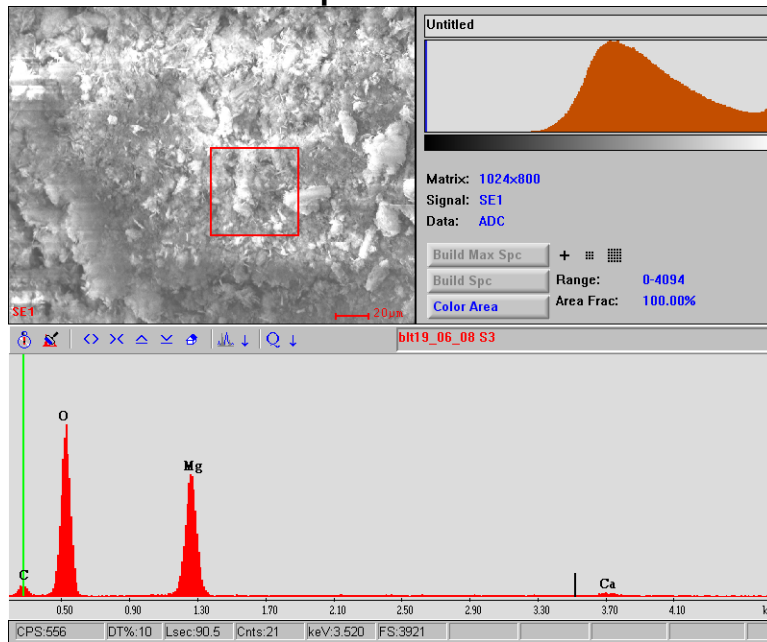 Untitled
Matrix: 1024x800
Signal: SE1
Data: ADC
Build Max Spc
Build Spc
Range: 0-4094
Color Area
Area Frac: 100.00%
SE1
20µm
Q
blt19_06_08 S3
O
Mg
C
Ca
0.50 0.90 1.30 1.70 2.10 2.50 2.90 3.30 3.70 4.10 k
CPS:556 DT%:10 Lsec:90.5 Cnts:21 keV:3.520 FS:3921